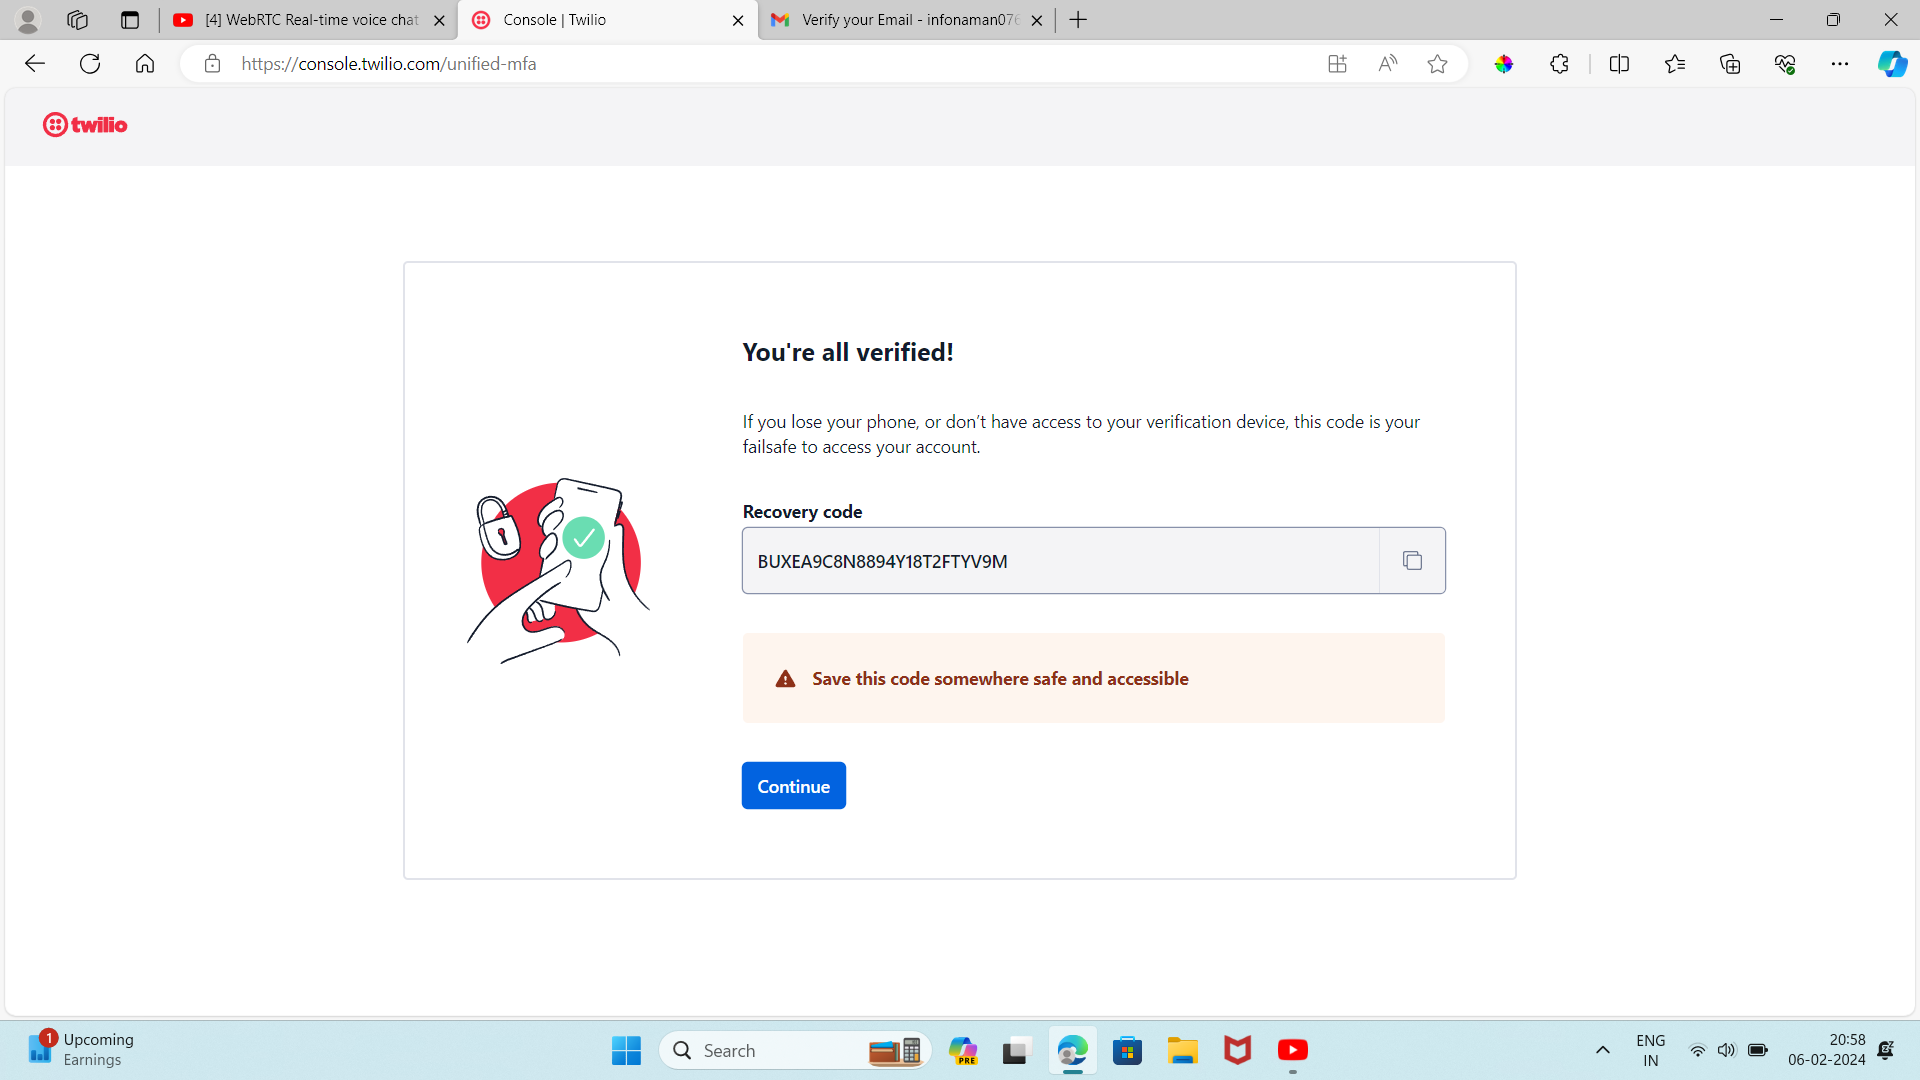 [4] WebRTC Real-time voice chat
Console | Twilio
Verify your Email - infonaman076
https://console.twilio.com/unified-mfa
twilio
You're all verified!
If you lose your phone, or don’t have access to your verification device, this code is your
failsafe to access your account.
Recovery code
BUXEA9C8N8894Y18T2FTYV9M
Save this code somewhere safe and accessible
Continue
1
Upcoming
Earnings
Search
PRE
ENG
IN
20:58
06-02-2024